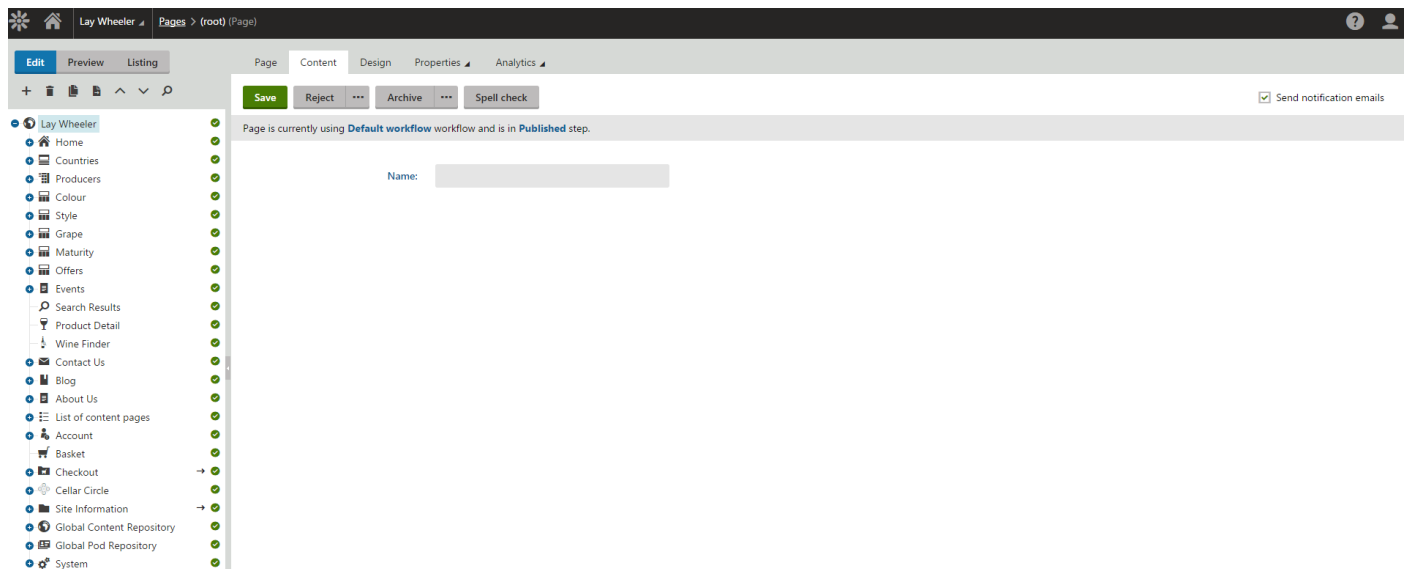 Lay Wheeler Pages > (root) (Page)
Edit Preview Listing
Page Content Design Properties Analytics
Save Reject ... Archive ... Spell check Send notification emails
Page is currently using Default workflow workflow and is in Published step.
Name:
Lay Wheeler
Home
Countries
Producers
Colour
Style
Grape
Maturity
Offers
Events
Search Results
Product Detail
Wine Finder
Contact Us
Blog
About Us
List of content pages
Account
Basket
Checkout
Cellar Circle
Site Information
Global Content Repository
Global Pod Repository
System